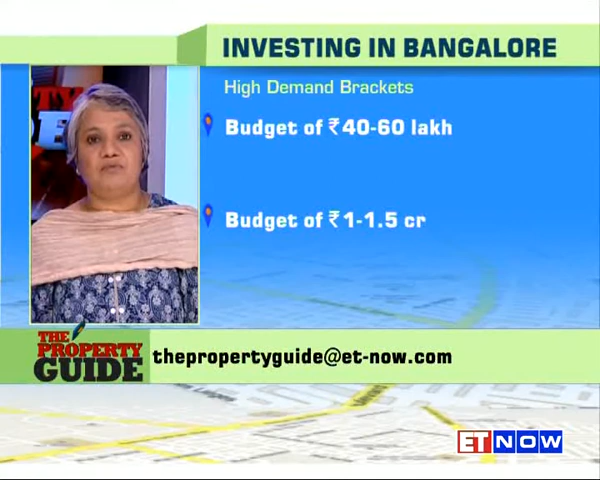 INVESTING IN BANGALORE
High Demand Brackets
Budget of ₹40-60 lakh
Budget of ₹1-1.5 cr
THE
PROPERTY
GUIDE
thepropertyguide@et-now.com
ET NOW